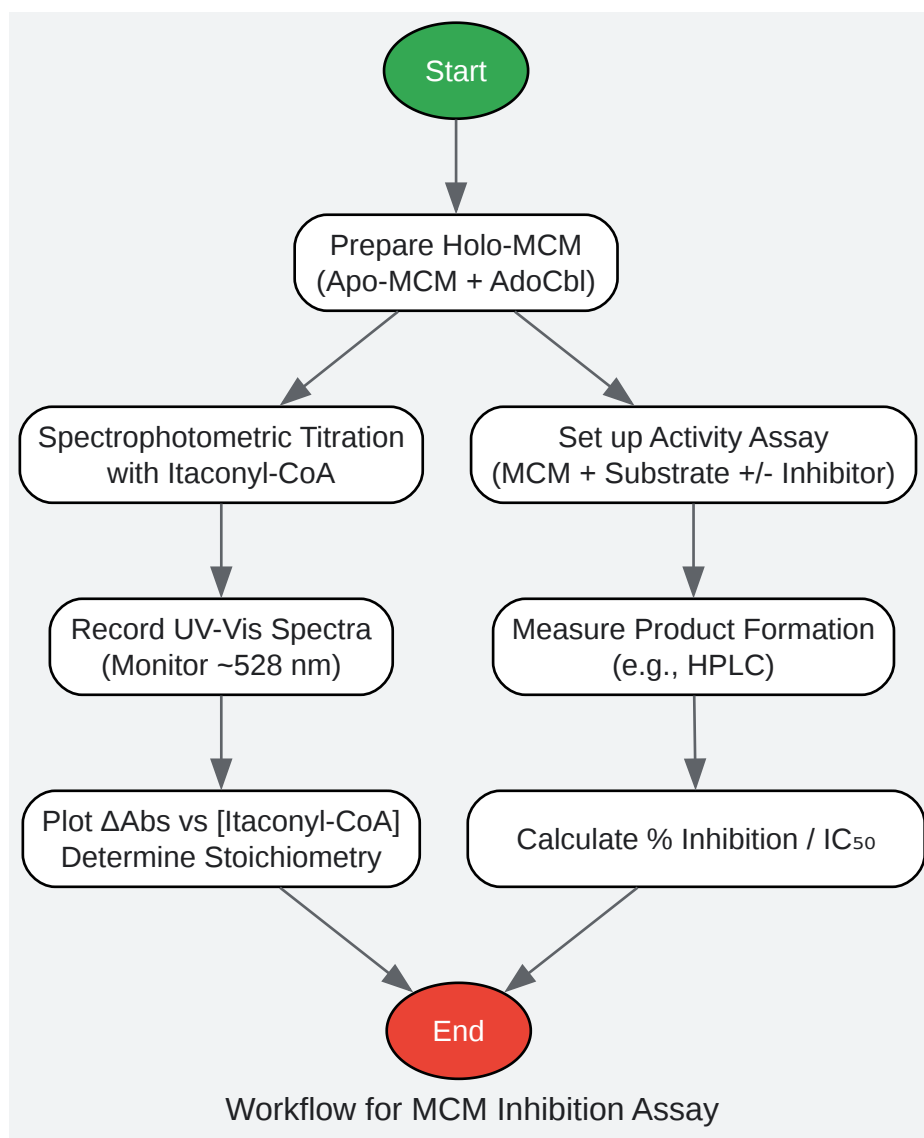 Start
Prepare Holo-MCM
(Apo-MCM + AdoCbl)
Spectrophotometric Titration
with Itaconyl-CoA
Set up Activity Assay
(MCM + Substrate +/- Inhibitor)
Record UV-Vis Spectra
(Monitor ~528 nm)
Measure Product Formation
(e.g., HPLC)
Plot ΔAbs vs [Itaconyl-CoA]
Determine Stoichiometry
Calculate % Inhibition / IC₅₀
End
Workflow for MCM Inhibition Assay